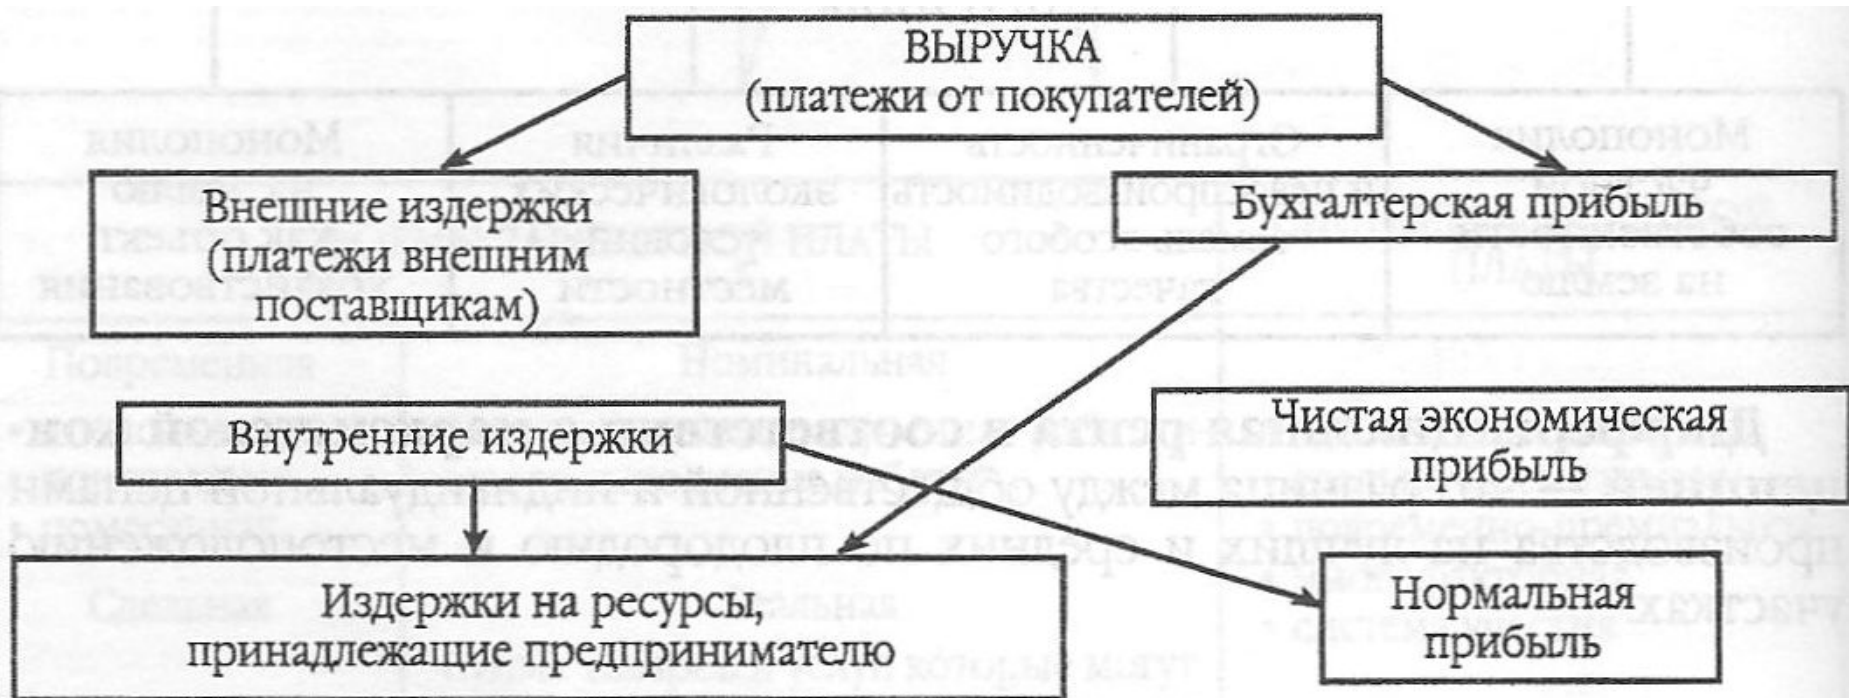 ВЫРУЧКА
(платежи от покупателей)
Внешние издержки
(платежи внешним
поставщикам)
Бухгалтерская прибыль
Внутренние издержки
Чистая экономическая
прибыль
Издержки на ресурсы,
принадлежащие предпринимателю
Нормальная
прибыль